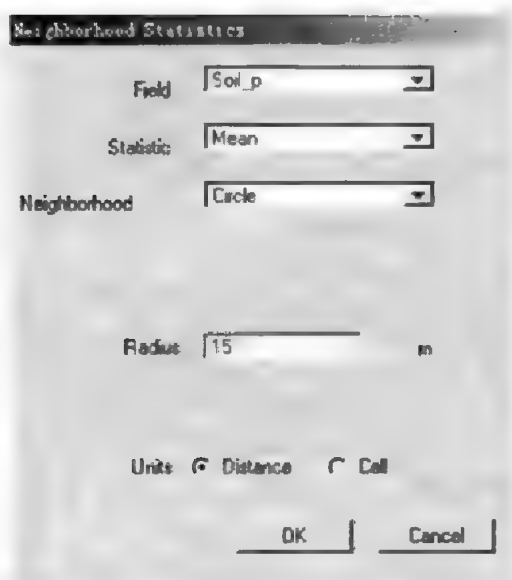 Neighborhood Statistics
Field Soil_p
Statistic Mean
Neighborhood Circle
Radius 15 m
Units Distance Cell
OK Cancel